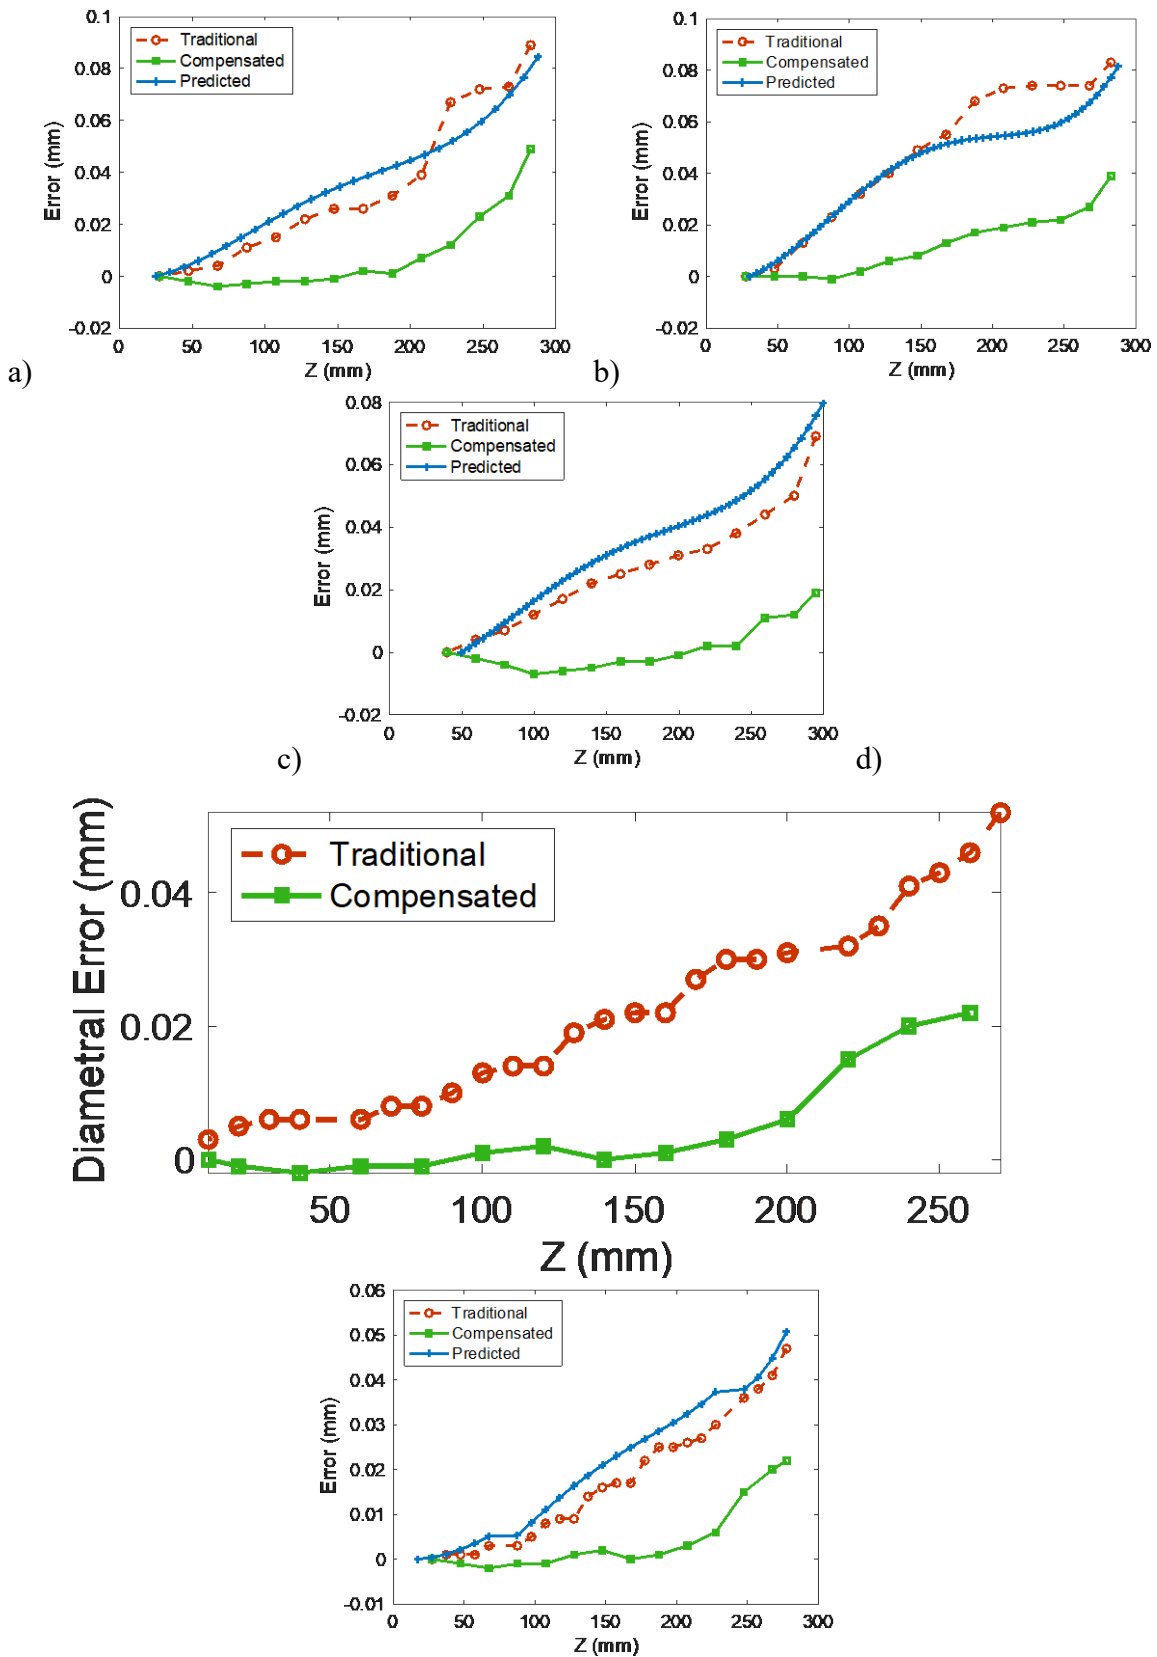 0.1
0.08
0.06
0.04
0.02
0
-0.02
Error (mm)
Traditional
Compensated
Predicted
0 50 100 150 200 250 300
Z (mm)
a)
0.1
0.08
0.06
0.04
0.02
0
-0.02
Error (mm)
Traditional
Compensated
Predicted
0 50 100 150 200 250 300
Z (mm)
b)
0.08
0.06
0.04
0.02
0
-0.02
Error (mm)
Traditional
Compensated
Predicted
0 50 100 150 200 250 300
Z (mm)
c)
d)
Diametral Error (mm)
0.04
0.02
0
Traditional
Compensated
50 100 150 200 250
Z (mm)
0.06
0.05
0.04
0.03
0.02
0.01
0
-0.01
Error (mm)
Traditional
Compensated
Predicted
0 50 100 150 200 250 300
Z (mm)